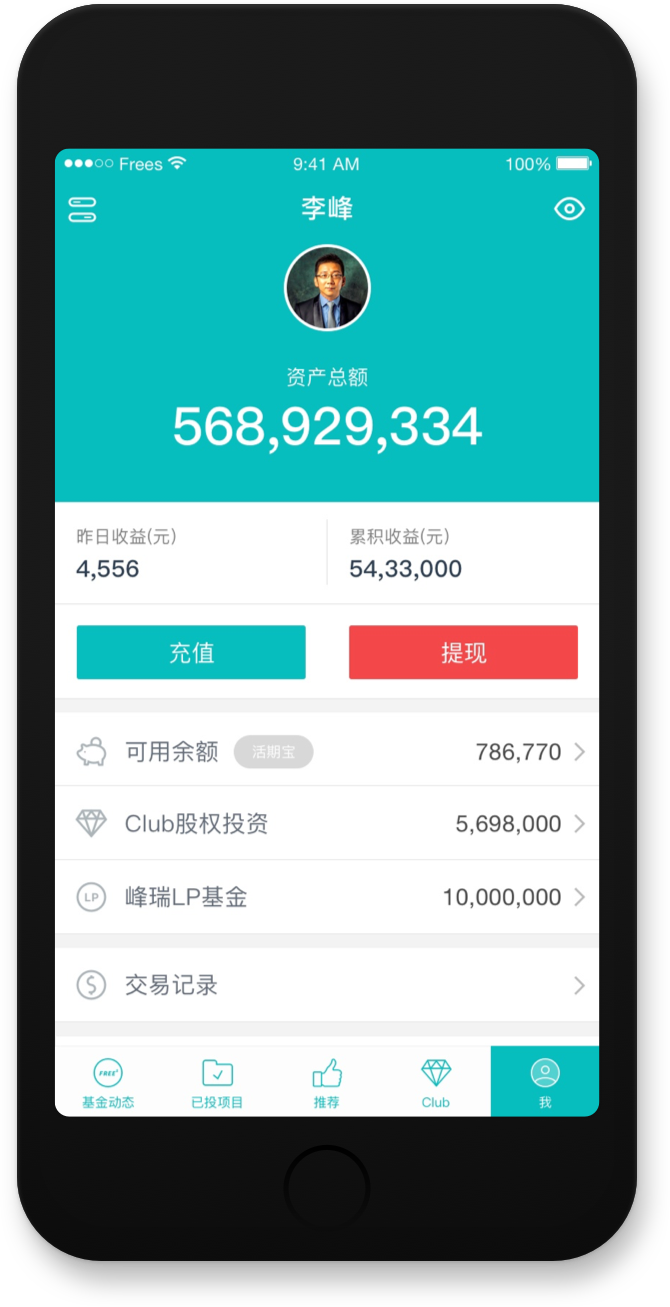 Frees 9:41 AM 100%
李峰
资产总额
568,929,334
昨日收益(元) 累积收益(元)
4,556 54,33,000
充值 提现
可用余额 活期宝 786,770
Club股权投资 5,698,000
LP 峰瑞LP基金 10,000,000
交易记录
FREES
基金动态 已投项目 推荐 Club 我